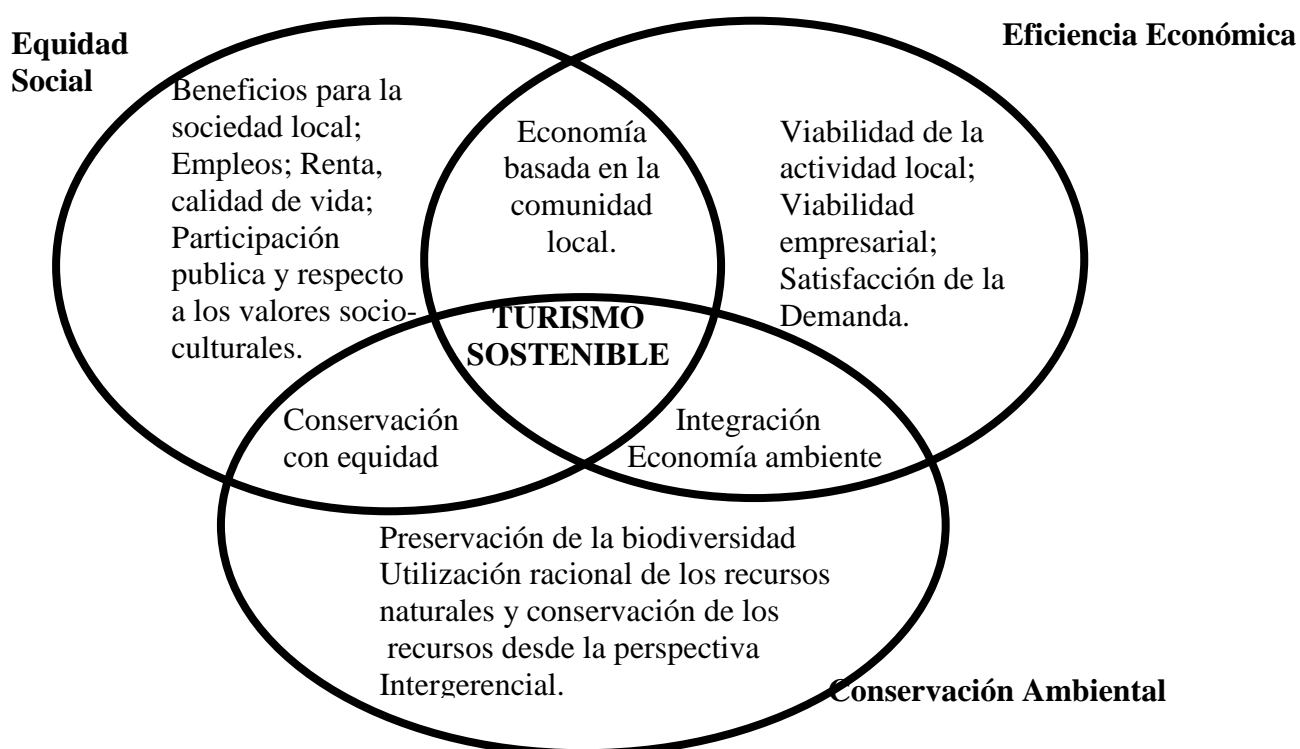 Equidad
Social
Eficiencia Económica
Beneficios para la
sociedad local;
Empleos; Renta,
calidad de vida;
Participación
publica y respecto
a los valores socio-
culturales.
Economía
basada en la
comunidad
local.
Viabilidad de la
actividad local;
Viabilidad
empresarial;
Satisfacción de la
Demanda.
TURISMO
SOSTENIBLE
Conservación
con equidad
Integración
Economía ambiente
Preservación de la biodiversidad
Utilización racional de los recursos
naturales y conservación de los
recursos desde la perspectiva
Intergerencial.
Conservación Ambiental